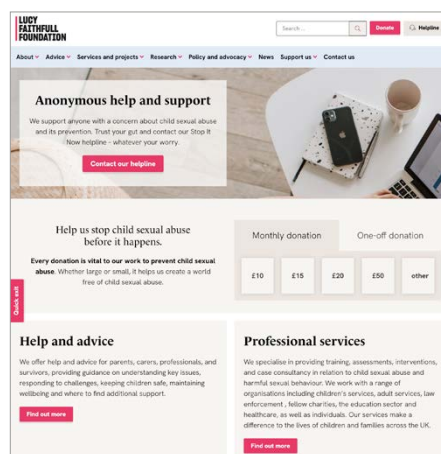 LUCY
FAITHFULL
FOUNDATION
Search ...
Donate
Helpline
About Advice Services and projects Research Policy and advocacy News Support us Contact us
Anonymous help and support
We support anyone with a concern about child sexual abuse
and its prevention. Trust your gut and contact our Stop It
Now helpline - whatever your worry.
Contact our helpline
Help us stop child sexual abuse
before it happens.
Every donation is vital to our work to prevent child sexual
abuse. Whether large or small, it helps us create a world
free of child sexual abuse.
Monthly donation
One-off donation
£10 £15 £20 £50 other
Quick exit
Help and advice
We offer help and advice for parents, carers, professionals, and
survivors, providing guidance on understanding key issues,
responding to challenges, keeping children safe, maintaining
wellbeing and where to find additional support.
Find out more
Professional services
We specialise in providing training, assessments, interventions,
and case consultancy in relation to child sexual abuse and
harmful sexual behaviour. We work with a range of
organisations including children's services, adult services, law
enforcement , fellow charities, the education sector and
healthcare, as well as individuals. Our services make a
difference to the lives of children and families across the UK.
Find out more